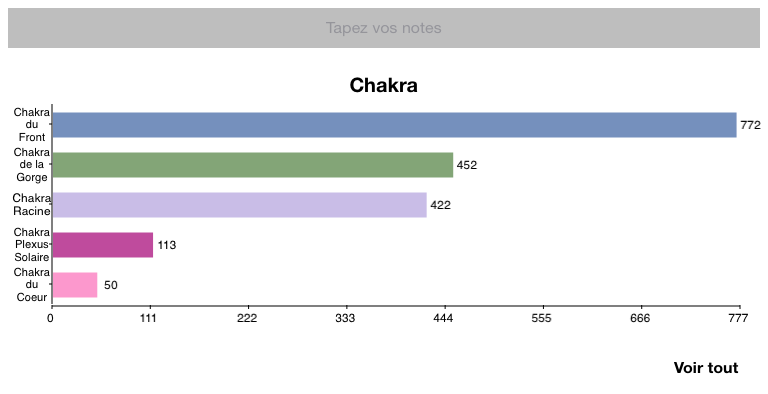 Tapez vos notes
Chakra
Chakra
du
Front
772
Chakra
de la
Gorge
452
Chakra
Racine
422
Chakra
Plexus
Solaire
113
Chakra
du
Coeur
50
0 111 222 333 444 555 666 777
Voir tout